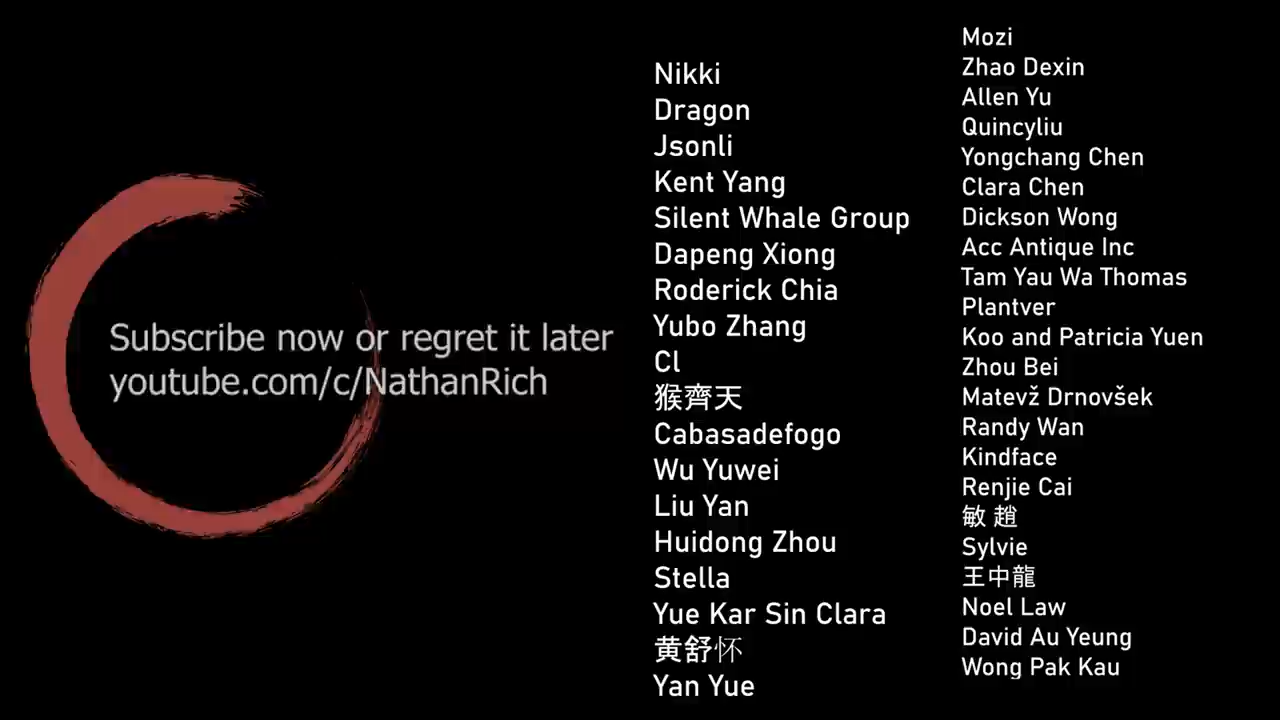 Subscribe now or regret it later
youtube.com/c/NathanRich
Nikki
Dragon
Jsonli
Kent Yang
Silent Whale Group
Dapeng Xiong
Roderick Chia
Yubo Zhang
Cl
猴齊天
Cabasadefogo
Wu Yuwei
Liu Yan
Huidong Zhou
Stella
Yue Kar Sin Clara
黄舒怀
Yan Yue
Mozi
Zhao Dexin
Allen Yu
Quincyliu
Yongchang Chen
Clara Chen
Dickson Wong
Acc Antique Inc
Tam Yau Wa Thomas
Plantver
Koo and Patricia Yuen
Zhou Bei
Matevž Drnovšek
Randy Wan
Kindface
Renjie Cai
敏 趙
Sylvie
王中龍
Noel Law
David Au Yeung
Wong Pak Kau